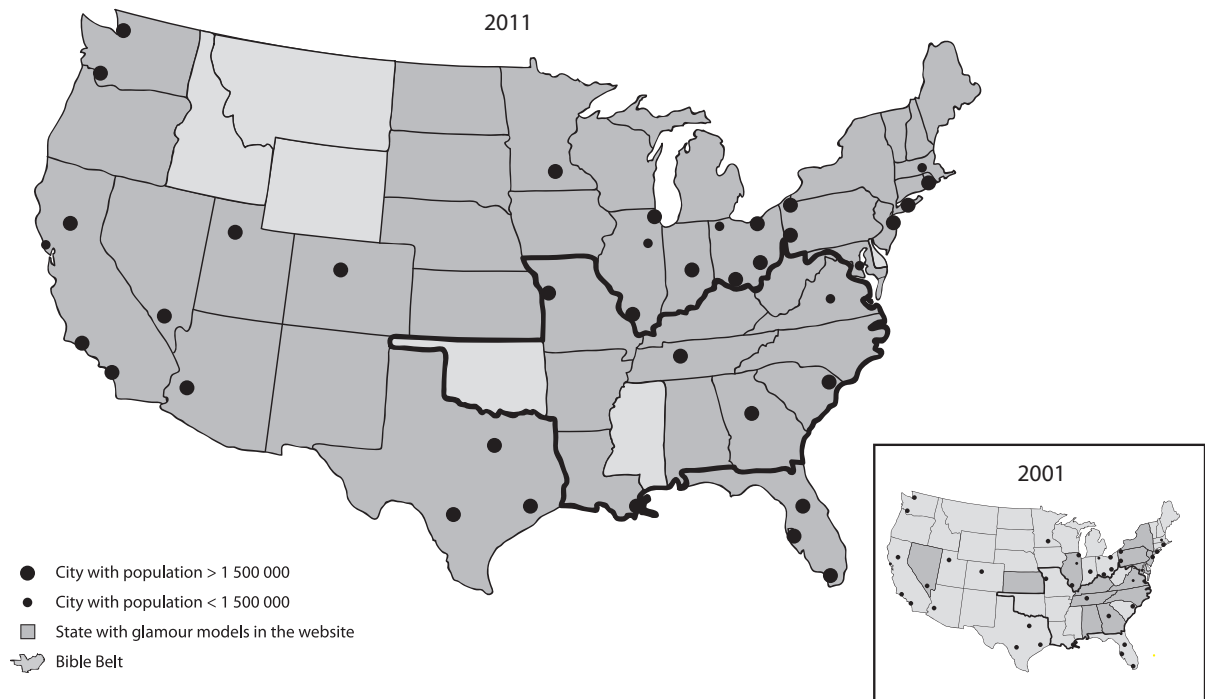 2011
2001
City with population > 1 500 000
City with population < 1 500 000
State with glamour models in the website
Bible Belt